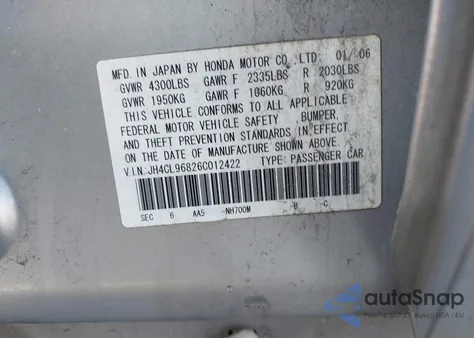 MFD. IN JAPAN BY HONDA MOTOR CO., LTD. 01/06
GVWR 4300LBS GAWR F 2335LBS R 2030LBS
GVWR 1950KG GAWR F 1060KG R 920KG
THIS VEHICLE CONFORMS TO ALL APPLICABLE
FEDERAL MOTOR VEHICLE SAFETY , BUMPER,
AND THEFT PREVENTION STANDARDS IN EFFECT
ON THE DATE OF MANUFACTURE SHOWN ABOVE.
V.I.N:JH4CL96826C012422 TYPE: PASSENGER CAR
SEC 6 AA5 -NH700M -B -C
autoSnap